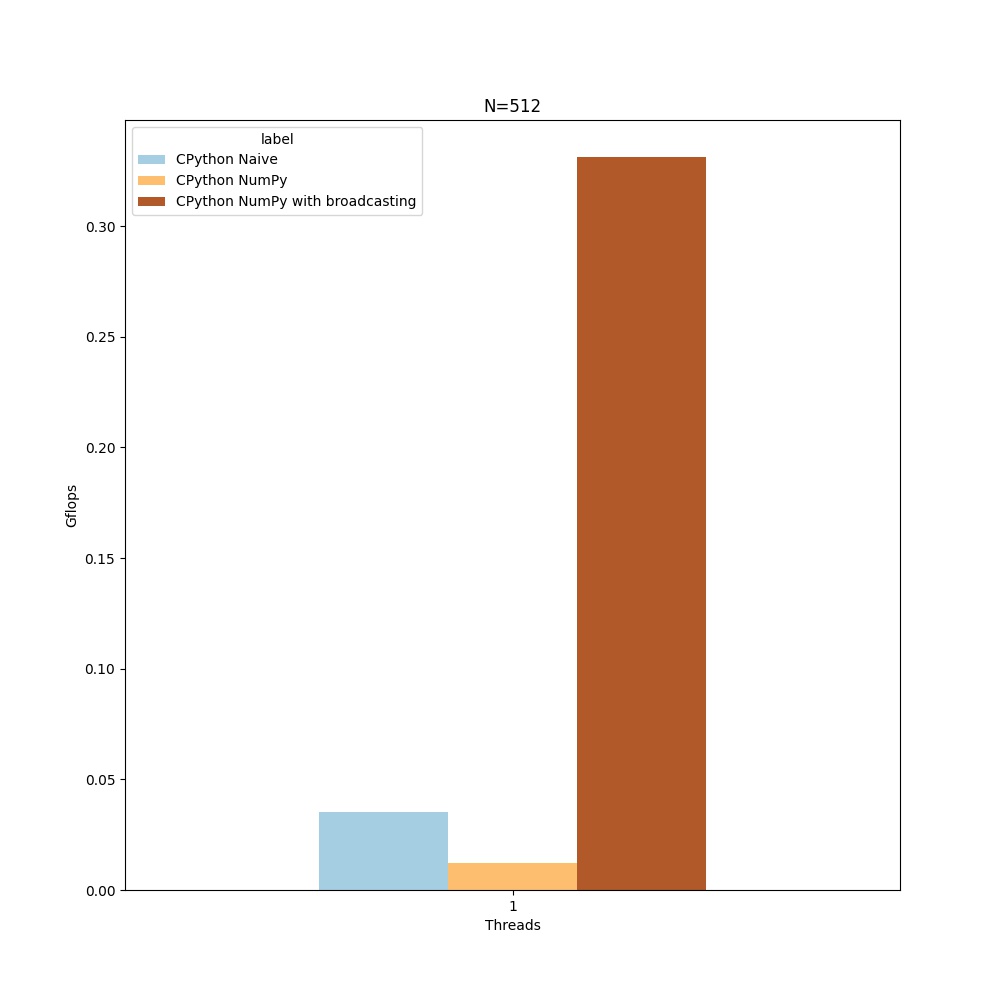 N=512
label
CPython Naive
CPython NumPy
CPython NumPy with broadcasting
0.30
0.25
0.20
0.15
0.10
0.05
0.00
Gflops
1
Threads